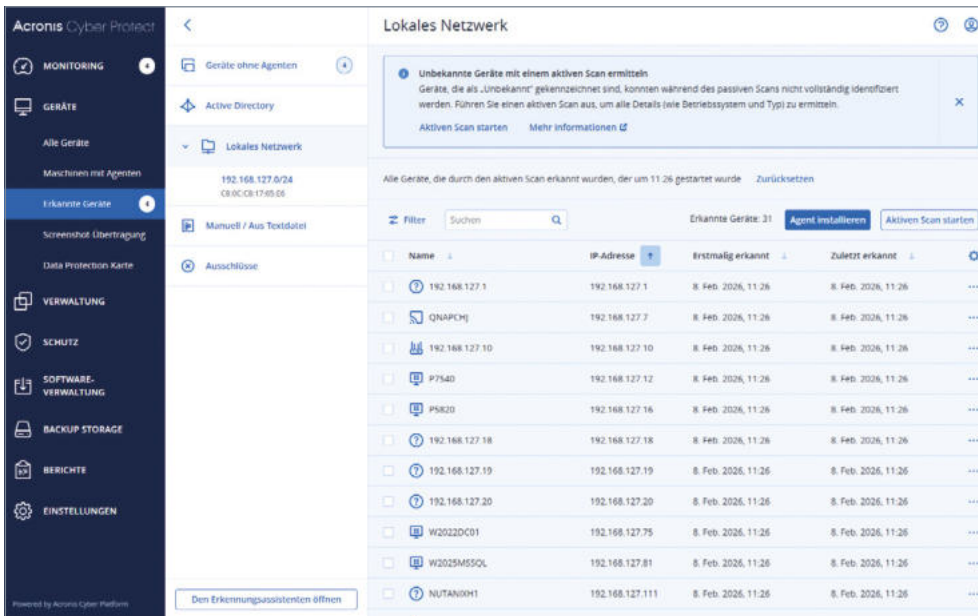 Acronis Cyber Protect
MONITORING 4
GERÄTE
Alle Geräte
Maschinen mit Agenten
Erkannte Geräte 4
Screenshot-Übertragung
Data Protection Karte
VERWALTUNG
SCHUTZ
SOFTWARE-
VERWALTUNG
BACKUP STORAGE
BERICHTE
EINSTELLUNGEN
Powered by Acronis Cyber Platform
Geräte ohne Agenten 4
Active Directory
Lokales Netzwerk
192.168.127.0/24
Manuell / Aus Textdatei
Ausschlüsse
Den Erkennungsassistenten öffnen
Lokales Netzwerk
Unbekannte Geräte mit einem aktiven Scan ermitteln
Geräte, die als „Unbekannt" gekennzeichnet sind, konnten während des passiven Scans nicht vollständig identifiziert
werden. Führen Sie einen aktiven Scan aus, um alle Details (wie Betriebssystem und Typ) zu ermitteln.
Aktiven Scan starten Mehr Informationen
Alle Geräte, die durch den aktiven Scan erkannt wurden, der um 11:26 gestartet wurde Zurücksetzen
Filter Suchen Erkannte Geräte: 31 Agent installieren Aktiven Scan starten
Name IP-Adresse Erstmalig erkannt Zuletzt erkannt
192.168.127.1 192.168.127.1 8. Feb. 2026, 11:26 8. Feb. 2026, 11:26
QNAPCHJ 192.168.127.7 8. Feb. 2026, 11:26 8. Feb. 2026, 11:26
192.168.127.10 192.168.127.10 8. Feb. 2026, 11:26 8. Feb. 2026, 11:26
P7540 192.168.127.12 8. Feb. 2026, 11:26 8. Feb. 2026, 11:26
P5820 192.168.127.16 8. Feb. 2026, 11:26 8. Feb. 2026, 11:26
192.168.127.18 192.168.127.18 8. Feb. 2026, 11:26 8. Feb. 2026, 11:26
192.168.127.19 192.168.127.19 8. Feb. 2026, 11:26 8. Feb. 2026, 11:26
192.168.127.20 192.168.127.20 8. Feb. 2026, 11:26 8. Feb. 2026, 11:26
W2022DC01 192.168.127.75 8. Feb. 2026, 11:26 8. Feb. 2026, 11:26
W2025MSSQL 192.168.127.81 8. Feb. 2026, 11:26 8. Feb. 2026, 11:26
NUTANIXH1 192.168.127.111 8. Feb. 2026, 11:26 8. Feb. 2026, 11:26